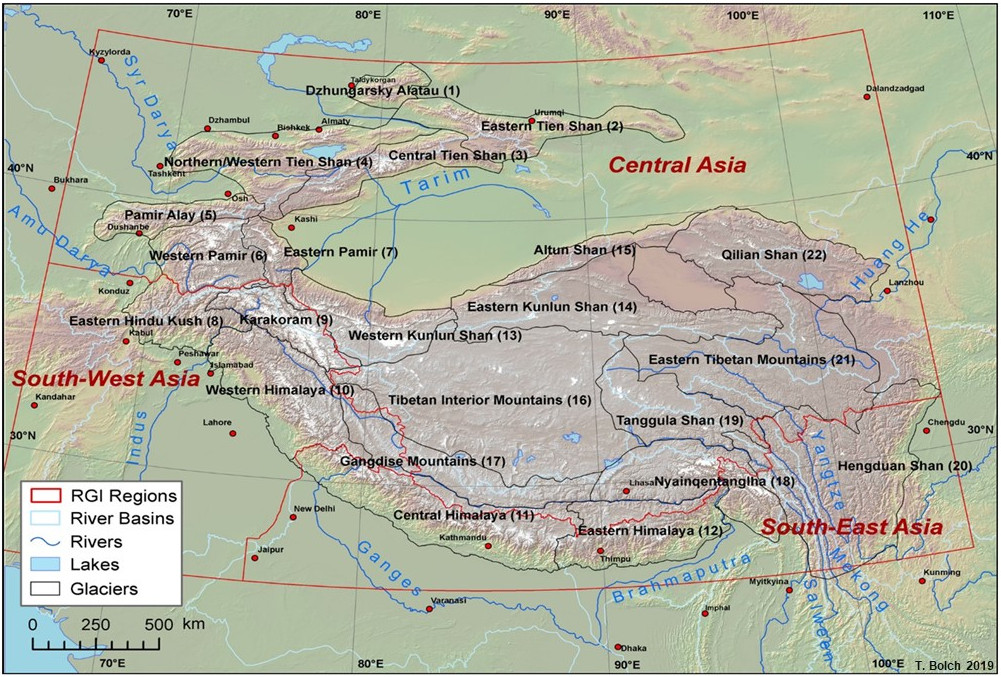 70°E
80°E
90°E
100°E
110°E
Kyzylorda
Syr Darya
Taldykorgan
Dzhungarsky Alatau (1)
Dalandzadgad
Urumqi
Dzhambul
Bishkek
Almaty
Eastern Tien Shan (2)
40°N
Northern/Western Tien Shan (4)
Central Tien Shan (3)
Central Asia
40°N
Tashkent
Bukhara
Osh
Tarim
Amu Darya
Pamir Alay (5)
Kashi
Dushanbe
Huang He
Western Pamir (6)
Eastern Pamir (7)
Altun Shan (15)
Qilian Shan (22)
Konduz
Lanzhou
Eastern Hindu Kush (8)
Karakoram (9)
Eastern Kunlun Shan (14)
Kabul
Western Kunlun Shan (13)
Peshawar
Islamabad
Eastern Tibetan Mountains (21)
South-West Asia
Western Himalaya (10)
Kandahar
Tibetan Interior Mountains (16)
Indus
Lahore
Tanggula Shan (19)
Chengdu
30°N
30°N
Yangtze
Gangdise Mountains (17)
Hengduan Shan (20)
Lhasa
Nyainqentanglha (18)
RGI Regions
River Basins
Rivers
Lakes
Glaciers
New Delhi
Central Himalaya (11)
Eastern Himalaya (12)
South-East Asia
Kathmandu
Jaipur
Thimpu
Ganges
Brahmaputra
Mekong
Salween
Myitkyina
Kunming
Varanasi
Imphal
0 250 500 km
Dhaka
70°E
80°E
90°E
100°E
T. Bolch 2019